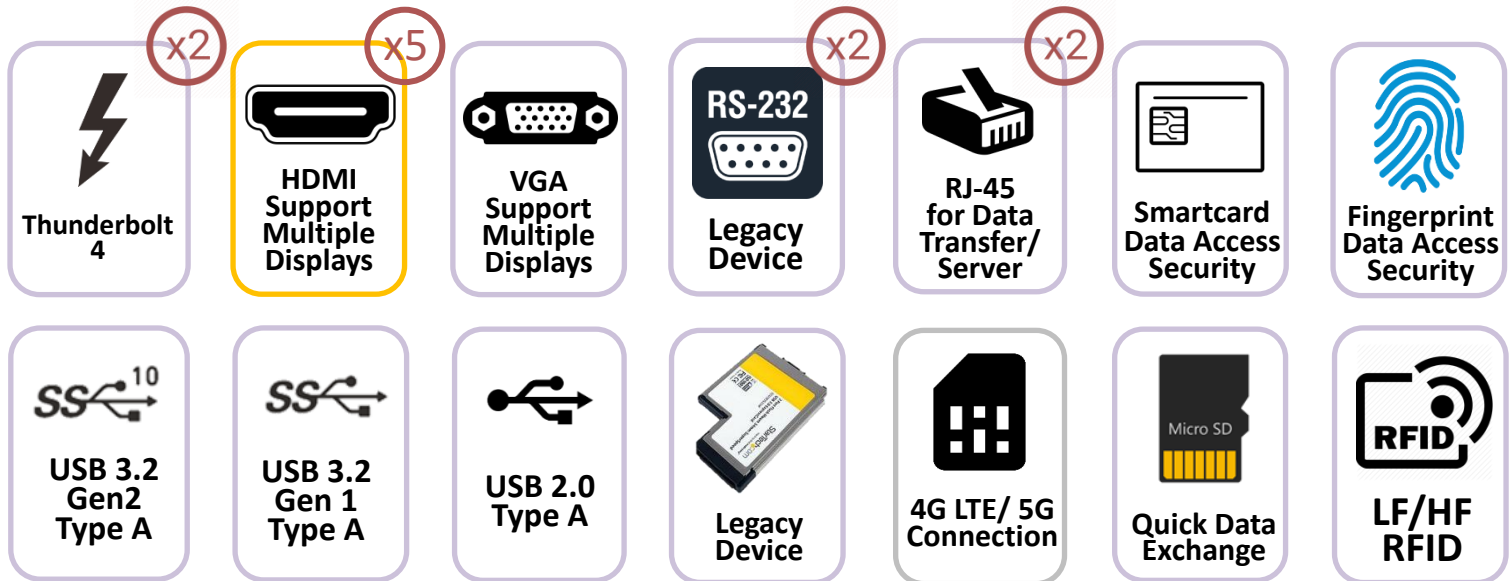 x2
x5
x2
x2
Thunderbolt
4
HDMI
Support
Multiple
Displays
VGA
Support
Multiple
Displays
RS-232
Legacy
Device
RJ-45
for Data
Transfer/
Server
Smartcard
Data Access
Security
Fingerprint
Data Access
Security
SS 10
USB 3.2
Gen2
Type A
SS
USB 3.2
Gen 1
Type A
USB 2.0
Type A
StarTech.com
Legacy
Device
4G LTE/ 5G
Connection
Micro SD
Quick Data
Exchange
RFID
LF/HF
RFID